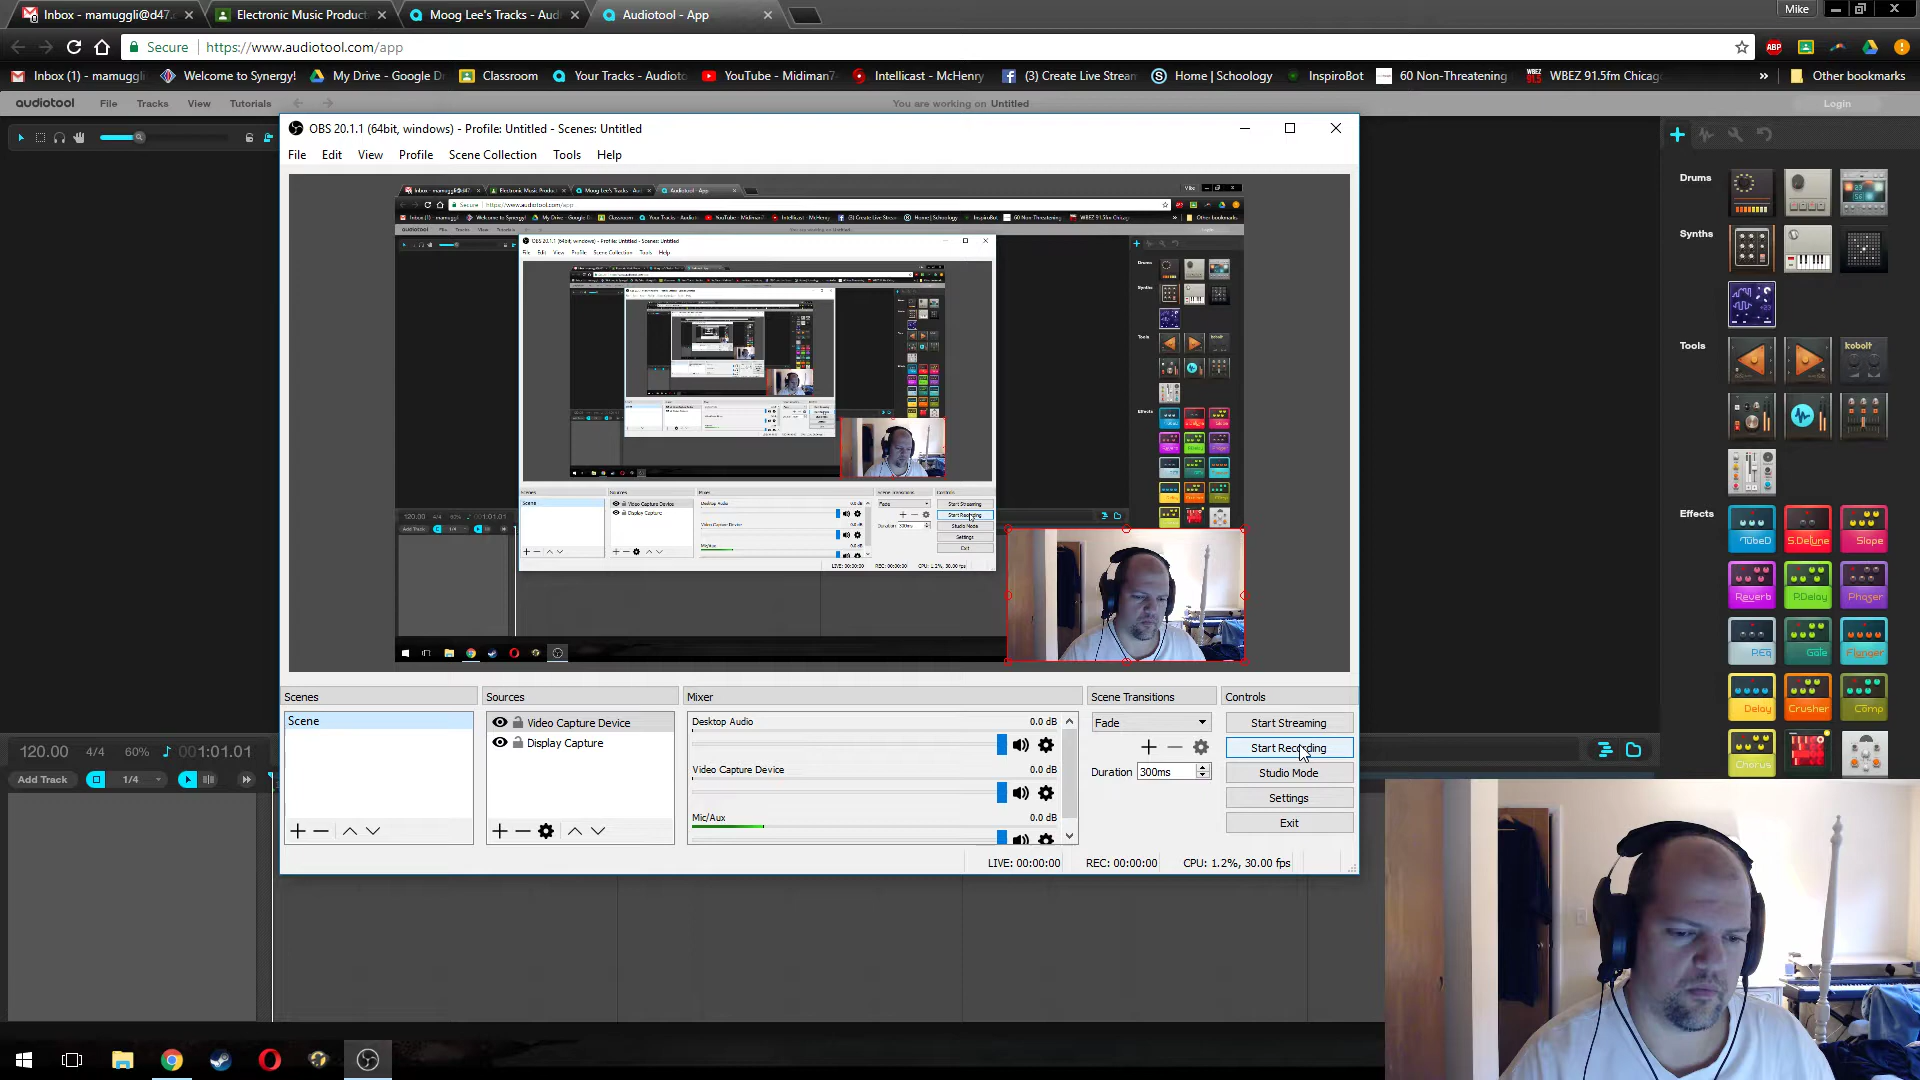 Inbox - mamuggli@d47.
Electronic Music Product
Moog Lee's Tracks - Aud
Audiotool - App
Mike
Secure
https://www.audiotool.com/app
Inbox (1) - mamuggli
Welcome to Synergy!
My Drive - Google D
Classroom
Your Tracks - Audioto
YouTube - Midiman7
Intellicast - McHenry
(3) Create Live Stream
Home | Schoology
InspiroBot
60 Non-Threatening
WBEZ 91.5fm Chicag
»
Other bookmarks
audiotool
File
Tracks
View
Tutorials
You are working on Untitled
Login
OBS 20.1.1 (64bit, windows) - Profile: Untitled - Scenes: Untitled
File
Edit
View
Profile
Scene Collection
Tools
Help
Drums
Synths
Tools
kobolt
Effects
TubeD
S.Detune
Slope
Reverb
P.Delay
Phaser
P.Eq
Gate
Flanger
Delay
Crusher
Comp
Chorus
Scenes
Sources
Mixer
Scene Transitions
Controls
Scene
Video Capture Device
Display Capture
Desktop Audio
0.0 dB
Video Capture Device
0.0 dB
Mic/Aux
0.0 dB
Fade
Duration
300ms
Start Streaming
Start Recording
Studio Mode
Settings
Exit
LIVE: 00:00:00
REC: 00:00:00
CPU: 1.2%, 30.00 fps
120.00
4/4
60%
001:01.01
Add Track
1/4